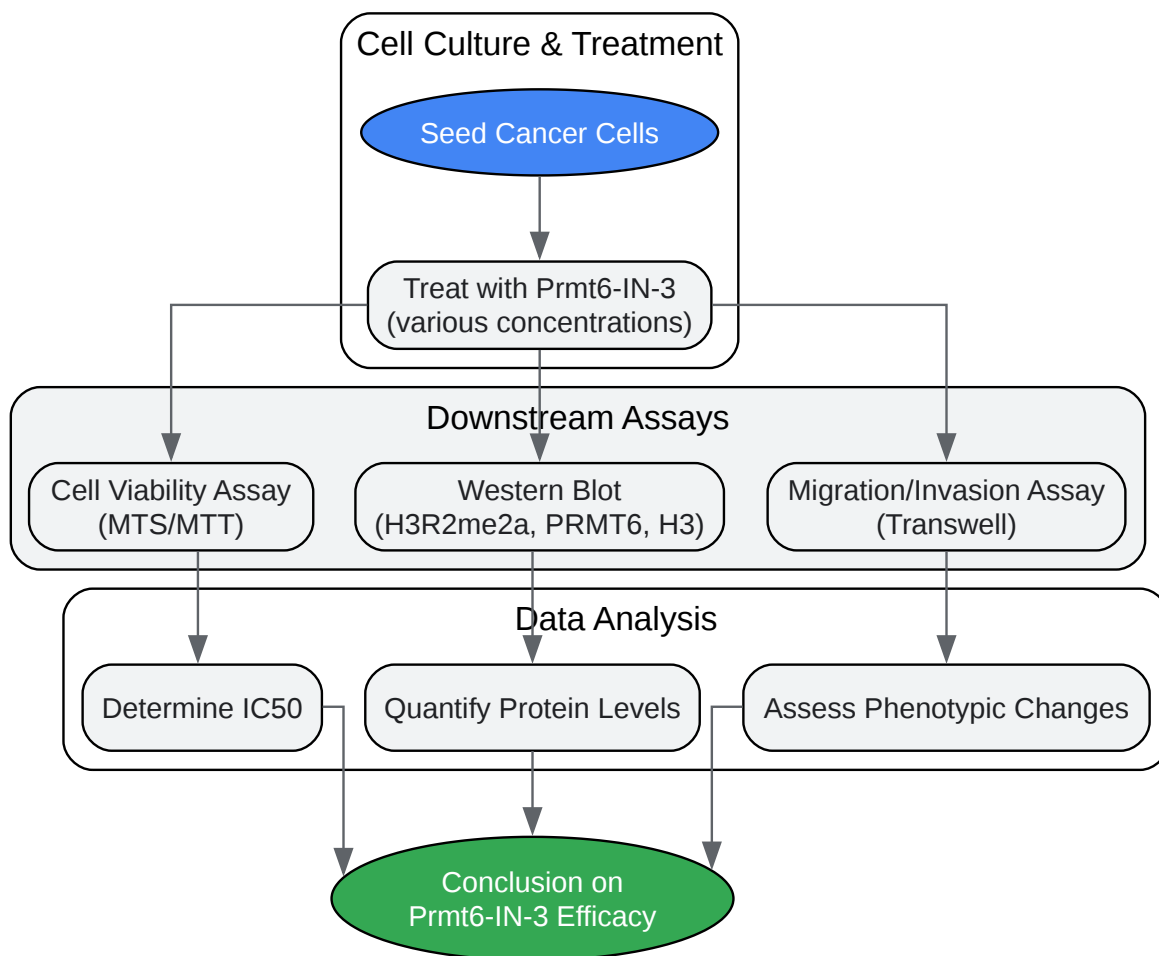 Cell Culture & Treatment
Seed Cancer Cells
Treat with Prmt6-IN-3
(various concentrations)
Downstream Assays
Cell Viability Assay
(MTS/MTT)
Western Blot
(H3R2me2a, PRMT6, H3)
Migration/Invasion Assay
(Transwell)
Data Analysis
Determine IC50
Quantify Protein Levels
Assess Phenotypic Changes
Conclusion on
Prmt6-IN-3 Efficacy